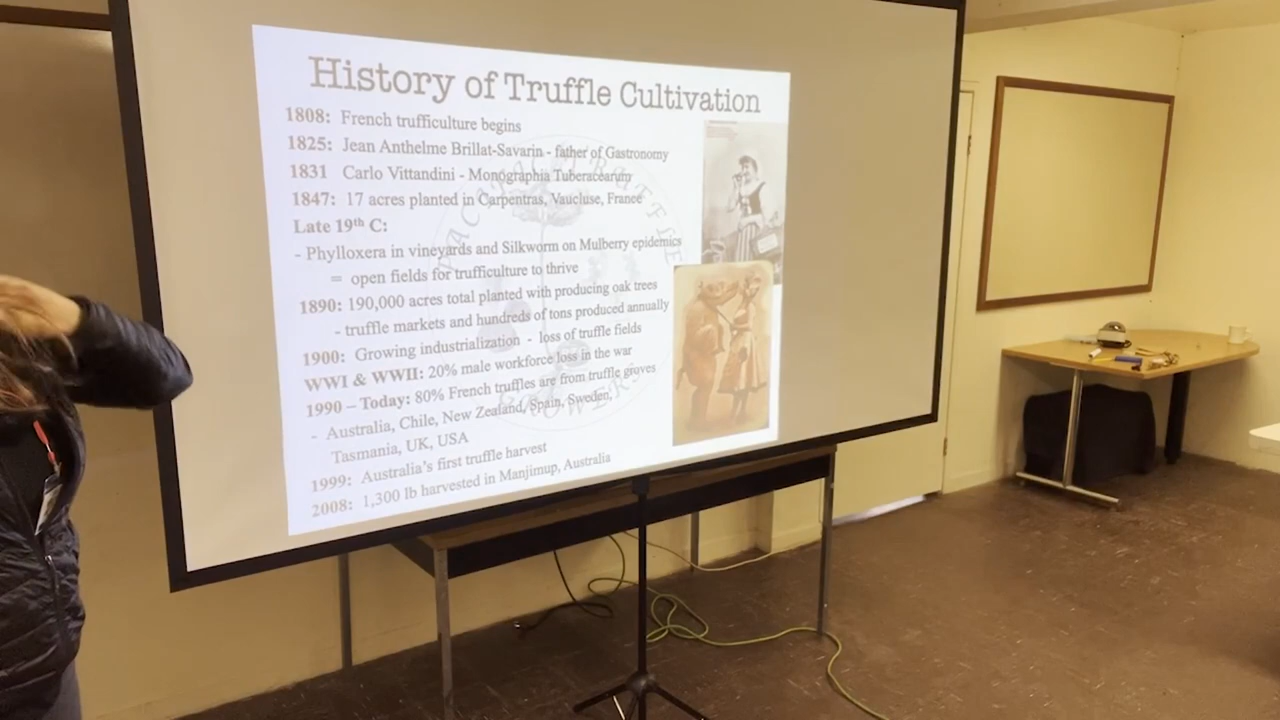 History of Truffle Cultivation
1808: French trufficulture begins
1825: Jean Anthelme Brillat-Savarin - father of Gastronomy
1831 Carlo Vittandini - Monographia Tuberacearum
1847: 17 acres planted in Carpentras, Vaucluse, France
Late 19th C:
- Phylloxera in vineyards and Silkworm on Mulberry epidemics
= open fields for trufficulture to thrive
1890: 190,000 acres total planted with producing oak trees
- truffle markets and hundreds of tons produced annually
1900: Growing industrialization - loss of truffle fields
WWI & WWII: 20% male workforce loss in the war
1990 – Today: 80% French truffles are from truffle groves
- Australia, Chile, New Zealand, Spain, Sweden,
Tasmania, UK, USA
1999: Australia's first truffle harvest
2008: 1,300 lb harvested in Manjimup, Australia